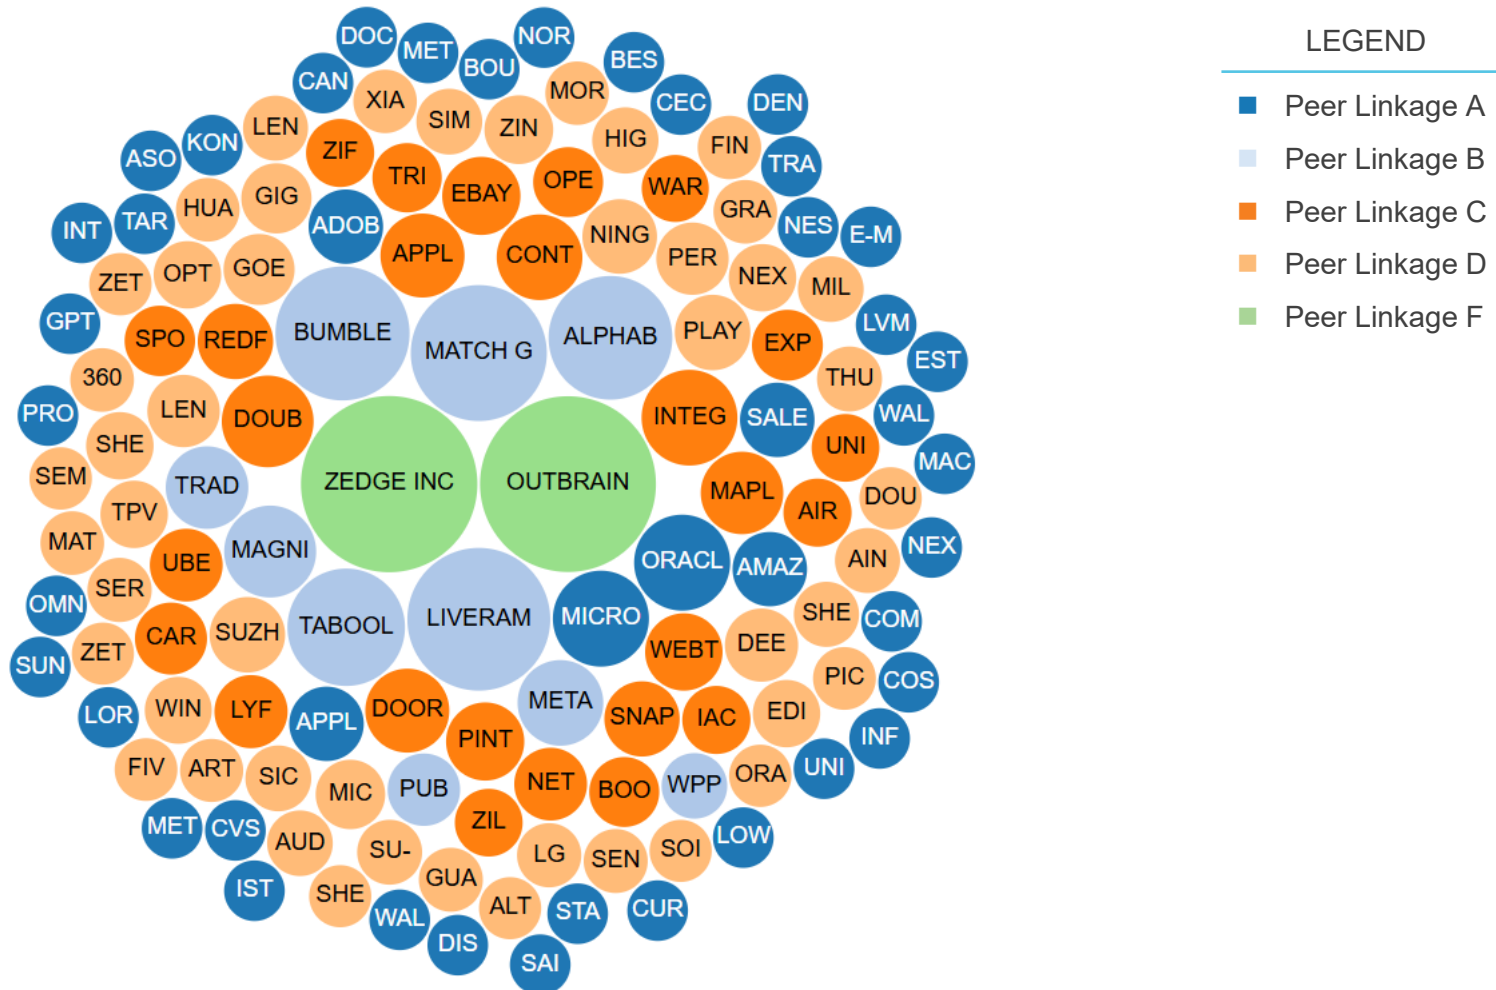 DOC
NOR
MET
BES
BOU
CAN
MOR
XIA
CEC
DEN
SIM
LEN
ZIN
HIG
KON
FIN
ZIF
ASO
TRA
TRI
OPE
WAR
EBAY
GIG
HUA
GRA
TAR
ADOB
NES
INT
NING
E-M
APPL
CONT
PER
GOE
OPT
NEX
ZET
MIL
GPT
LVM
PLAY
BUMBLE
ALPHAB
SPO
REDF
EXP
MATCH G
EST
360
THU
LEN
PRO
WAL
INTEG
SALE
DOUB
SHE
UNI
MAC
SEM
ZEDGE INC
OUTBRAIN
TRAD
MAPL
DOU
TPV
AIR
MAT
NEX
MAGNI
AIN
ORACL
UBE
AMAZ
SER
OMN
SHE
MICRO
LIVERAM
COM
TABOOL
SUZH
CAR
DEE
WEBT
ZET
SUN
PIC
COS
META
DOOR
WIN
LYF
EDI
LOR
SNAP
IAC
APPL
INF
PINT
FIV
ART
UNI
ORA
SIC
NET
WPP
PUB
BOO
MIC
ZIL
MET
CVS
LOW
AUD
SOI
SU-
LG
SEN
GUA
IST
SHE
ALT
CUR
STA
WAL
DIS
SAI
LEGEND
Peer Linkage A
Peer Linkage B
Peer Linkage C
Peer Linkage D
Peer Linkage F